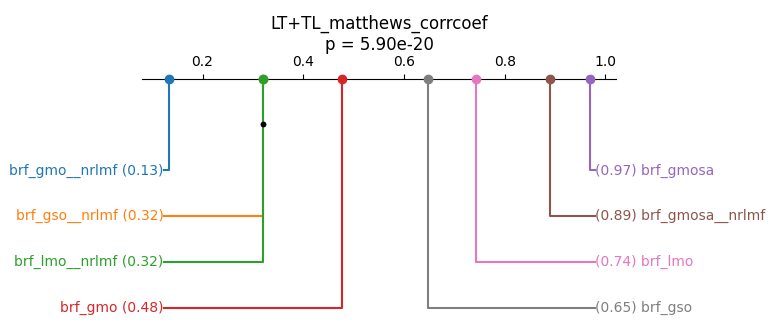 LT+TL_matthews_corrcoef
p = 5.90e-20
0.2 0.4 0.6 0.8 1.0
brf_gmo__nrlmf (0.13) (0.97) brf_gmosa
brf_gso__nrlmf (0.32) (0.89) brf_gmosa__nrlmf
brf_lmo__nrlmf (0.32) (0.74) brf_lmo
brf_gmo (0.48) (0.65) brf_gso